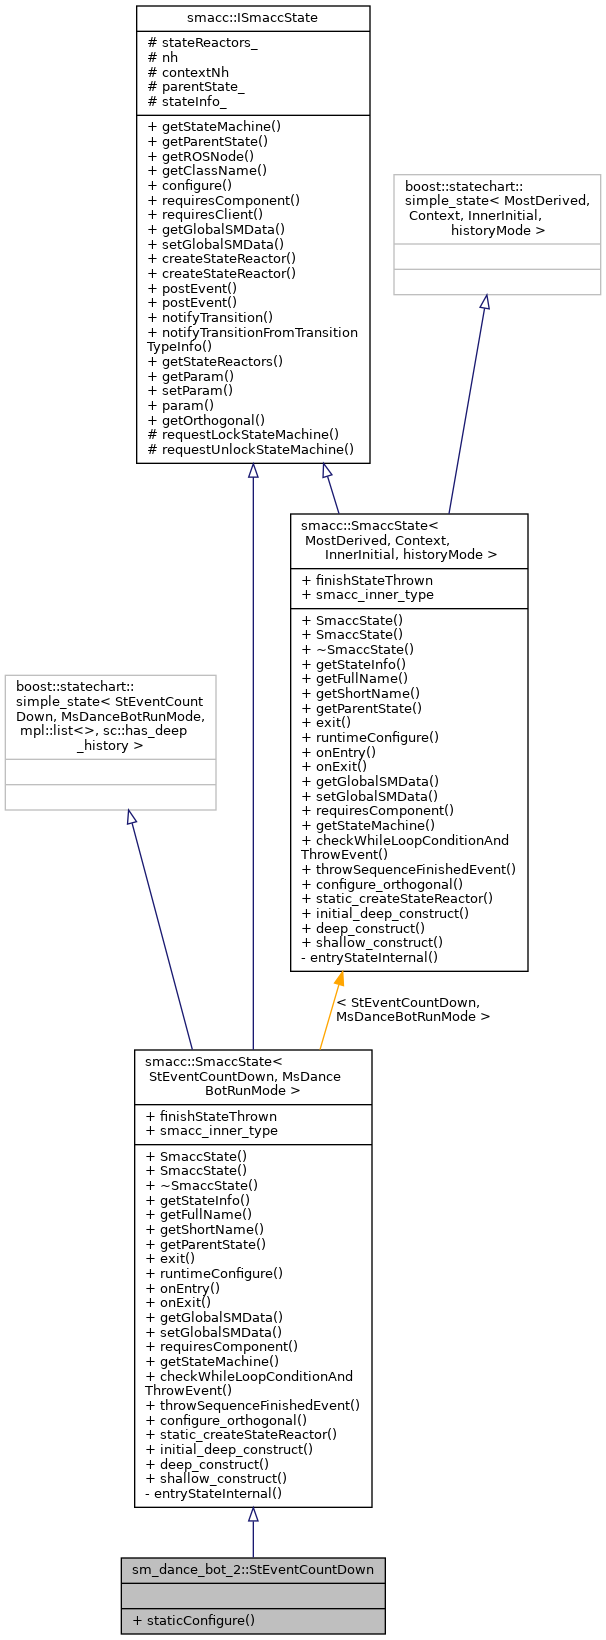 smacc::ISmaccState
# stateReactors_
# nh
# contextNh
# parentState_
# stateInfo_
+ getStateMachine()
+ getParentState()
+ getROSNode()
+ getClassName()
+ configure()
+ requiresComponent()
+ requiresClient()
+ getGlobalSMData()
+ setGlobalSMData()
+ createStateReactor()
+ createStateReactor()
+ postEvent()
+ postEvent()
+ notifyTransition()
+ notifyTransitionFromTransition
TypeInfo()
+ getStateReactors()
+ getParam()
+ setParam()
+ param()
+ getOrthogonal()
# requestLockStateMachine()
# requestUnlockStateMachine()
boost::statechart::
simple_state< MostDerived,
Context, InnerInitial,
historyMode >
smacc::SmaccState<
MostDerived, Context,
InnerInitial, historyMode >
+ finishStateThrown
+ smacc_inner_type
+ SmaccState()
+ SmaccState()
+ ~SmaccState()
+ getStateInfo()
+ getFullName()
+ getShortName()
+ getParentState()
+ exit()
+ runtimeConfigure()
+ onEntry()
+ onExit()
+ getGlobalSMData()
+ setGlobalSMData()
+ requiresComponent()
+ getStateMachine()
+ checkWhileLoopConditionAnd
ThrowEvent()
+ throwSequenceFinishedEvent()
+ configure_orthogonal()
+ static_createStateReactor()
+ initial_deep_construct()
+ deep_construct()
+ shallow_construct()
- entryStateInternal()
boost::statechart::
simple_state< StEventCount
Down, MsDanceBotRunMode,
mpl::list<>, sc::has_deep
_history >
< StEventCountDown,
MsDanceBotRunMode >
smacc::SmaccState<
StEventCountDown, MsDance
BotRunMode >
+ finishStateThrown
+ smacc_inner_type
+ SmaccState()
+ SmaccState()
+ ~SmaccState()
+ getStateInfo()
+ getFullName()
+ getShortName()
+ getParentState()
+ exit()
+ runtimeConfigure()
+ onEntry()
+ onExit()
+ getGlobalSMData()
+ setGlobalSMData()
+ requiresComponent()
+ getStateMachine()
+ checkWhileLoopConditionAnd
ThrowEvent()
+ throwSequenceFinishedEvent()
+ configure_orthogonal()
+ static_createStateReactor()
+ initial_deep_construct()
+ deep_construct()
+ shallow_construct()
- entryStateInternal()
sm_dance_bot_2::StEventCountDown
+ staticConfigure()